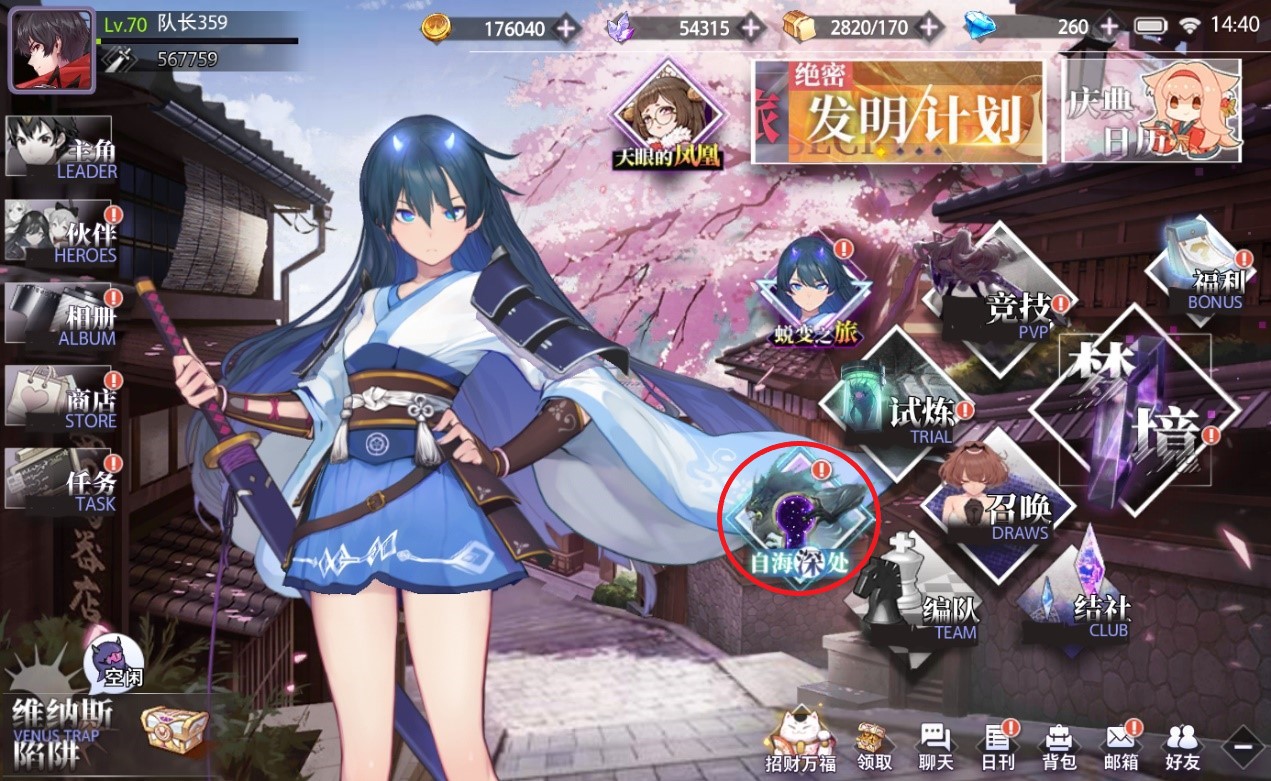 Lv.70 队长359
567759
176040
54315
2820/170
260
14:40
主角
LEADER
伙伴
HEROES
相册
ALBUM
商店
STORE
任务
TASK
天眼的凤凰
绝密
旅
发明/计划
庆典
日历
蜕变之旅
竞技
PVP
福利
BONUS
试炼
TRIAL
梦
境
召唤
DRAWS
自海深处
编队
TEAM
结社
CLUB
空闲
维纳斯
VENUS TRAP
陷阱
招财万福
领取
聊天
日刊
背包
邮箱
好友